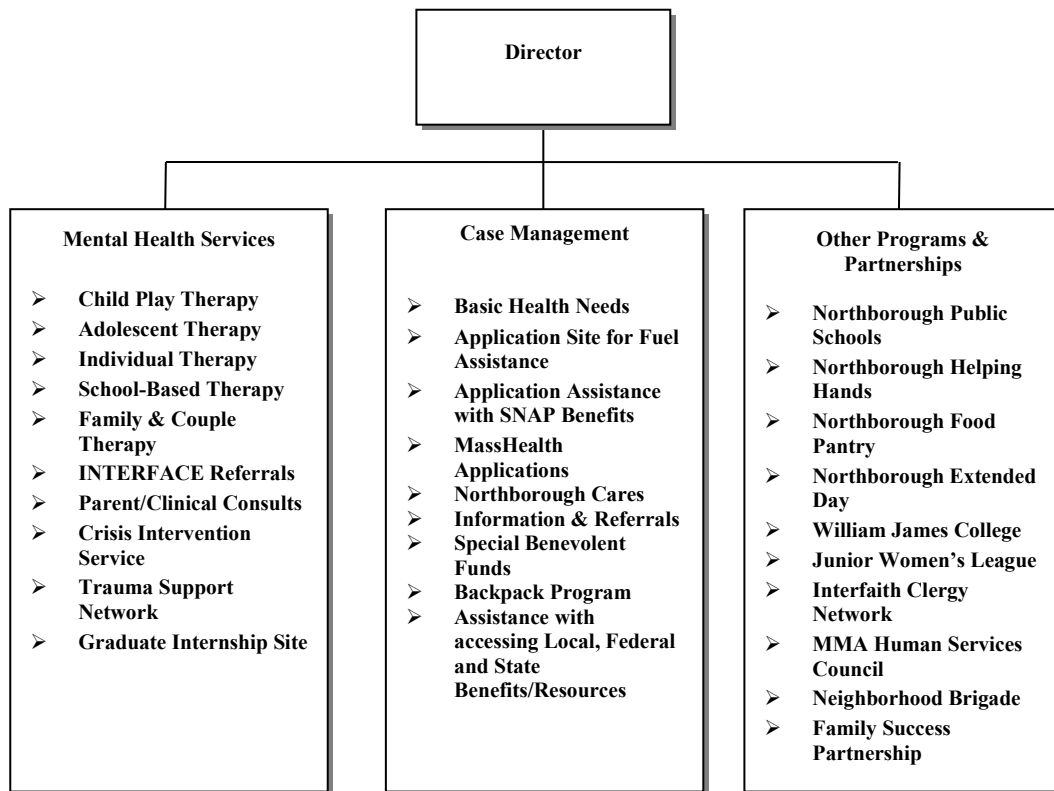 Director
Mental Health Services
➢ Child Play Therapy
➢ Adolescent Therapy
➢ Individual Therapy
➢ School-Based Therapy
➢ Family & Couple
Therapy
➢ INTERFACE Referrals
➢ Parent/Clinical Consults
➢ Crisis Intervention
Service
➢ Trauma Support
Network
➢ Graduate Internship Site
Case Management
➢ Basic Health Needs
➢ Application Site for Fuel
Assistance
➢ Application Assistance
with SNAP Benefits
➢ MassHealth
Applications
➢ Northborough Cares
➢ Information & Referrals
➢ Special Benevolent
Funds
➢ Backpack Program
➢ Assistance with
accessing Local, Federal
and State
Benefits/Resources
Other Programs &
Partnerships
➢ Northborough Public
Schools
➢ Northborough Helping
Hands
➢ Northborough Food
Pantry
➢ Northborough Extended
Day
➢ William James College
➢ Junior Women’s League
➢ Interfaith Clergy
Network
➢ MMA Human Services
Council
➢ Neighborhood Brigade
➢ Family Success
Partnership